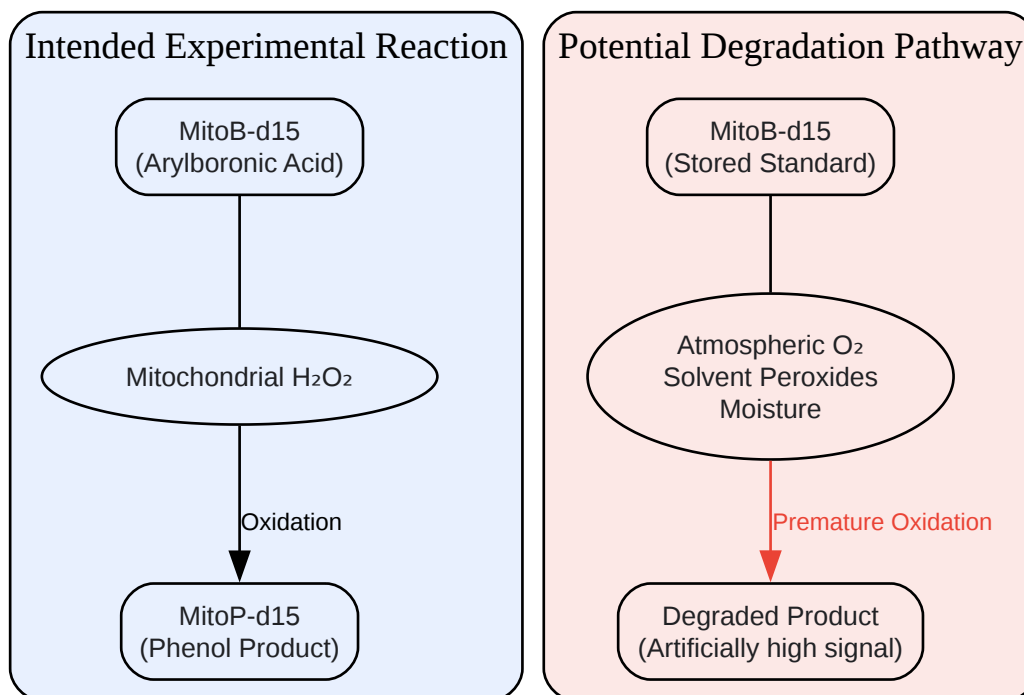 Intended Experimental Reaction
MitoB-d15
(Arylboronic Acid)
Mitochondrial H₂O₂
Oxidation
MitoP-d15
(Phenol Product)
Potential Degradation Pathway
MitoB-d15
(Stored Standard)
Atmospheric O₂
Solvent Peroxides
Moisture
Premature Oxidation
Degraded Product
(Artificially high signal)